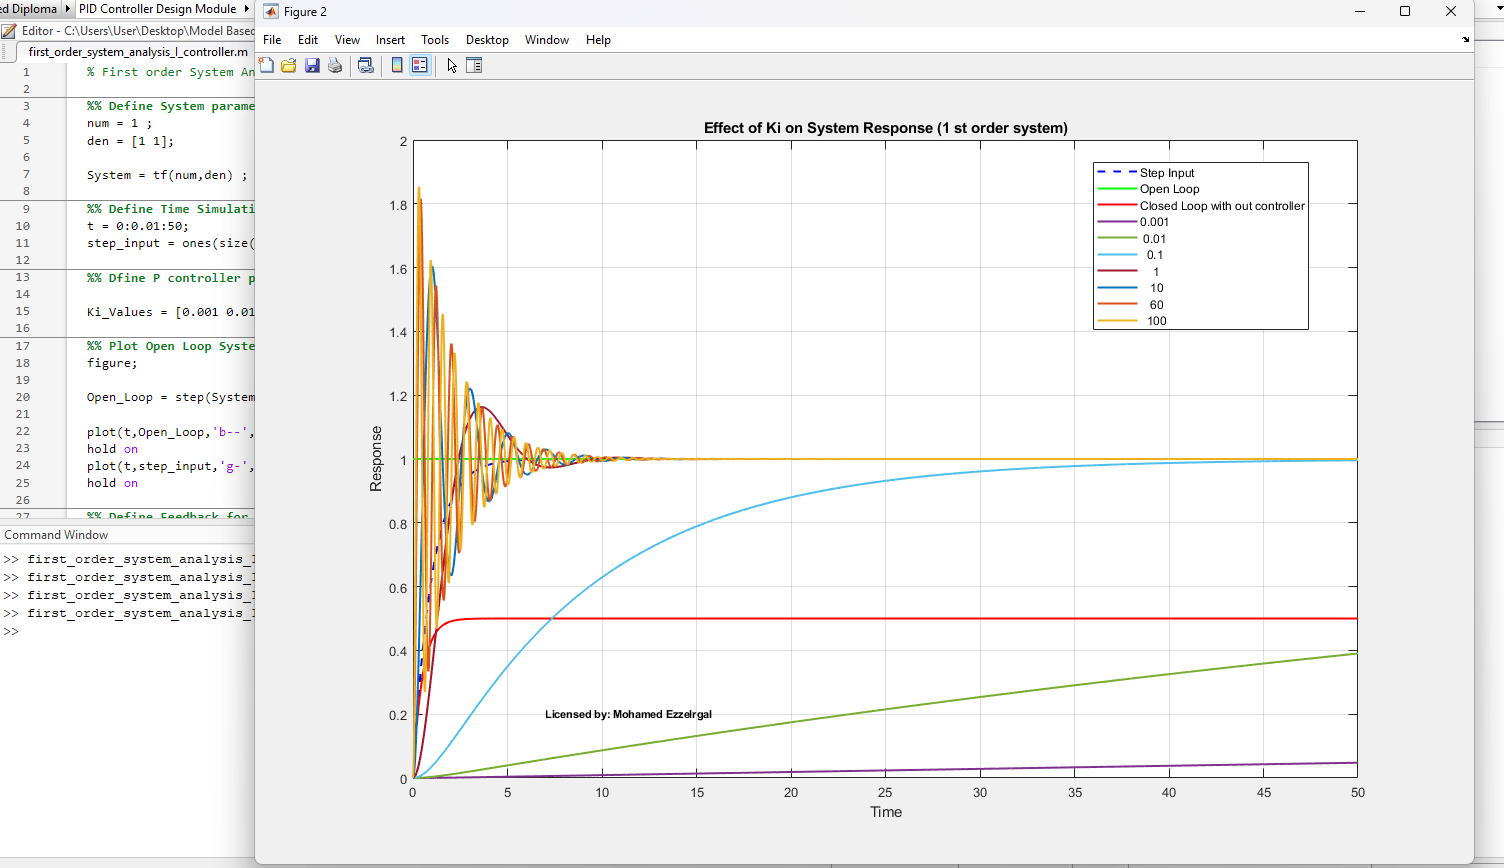 ed Diploma PID Controller Design Module
Editor - C:\Users\User\Desktop\Model Based
first_order_system_analysis_I_controller.m
1 % First order System An
2
3 %% Define System parame
4 num = 1 ;
5 den = [1 1];
6
7 System = tf(num,den) ;
8
9 %% Define Time Simulati
10 t = 0:0.01:50;
11 step_input = ones(size(
12
13 %% Dfine P controller p
14
15 Ki_Values = [0.001 0.01
16
17 %% Plot Open Loop Syste
18 figure;
19
20 Open_Loop = step(System
21
22 plot(t,Open_Loop,'b--',
23 hold on
24 plot(t,step_input,'g-',
25 hold on
26
27 %% Define Feedback for
Command Window
>> first_order_system_analysis_I
>> first_order_system_analysis_I
>> first_order_system_analysis_I
>> first_order_system_analysis_I
>>
Figure 2
File Edit View Insert Tools Desktop Window Help
Effect of Ki on System Response (1 st order system)
Step Input
Open Loop
Closed Loop with out controller
0.001
0.01
0.1
1
10
60
100
2
1.8
1.6
1.4
1.2
1
0.8
0.6
0.4
0.2
0
Response
Licensed by: Mohamed Ezzelrgal
0 5 10 15 20 25 30 35 40 45 50
Time